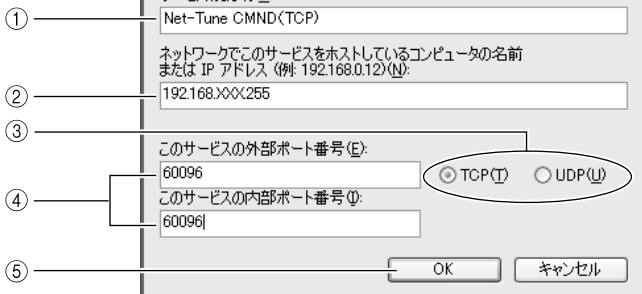 ① Net-Tune CMND(TCP)
ネットワークでこのサービスをホストしているコンピュータの名前
または IP アドレス (例: 192.168.0.12)(N):
② 192.168.XXX.255
③
このサービスの外部ポート番号(E):
60096 TCP(T) UDP(U)
④
このサービスの内部ポート番号(I):
60096
⑤ OK キャンセル